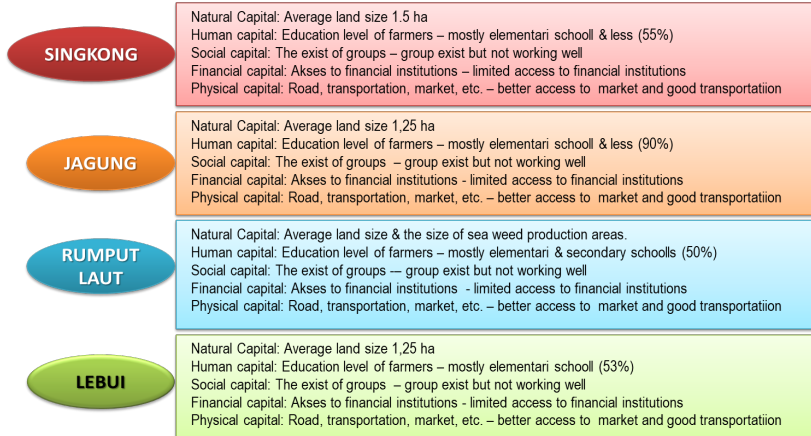 SINGKONG
Natural Capital: Average land size 1.5 ha
Human capital: Education level of farmers – mostly elementari schooll & less (55%)
Social capital: The exist of groups – group exist but not working well
Financial capital: Akses to financial institutions – limited access to financial institutions
Physical capital: Road, transportation, market, etc. – better access to market and good transportatiion
JAGUNG
Natural Capital: Average land size 1,25 ha
Human capital: Education level of farmers – mostly elementari schooll & less (90%)
Social capital: The exist of groups – group exist but not working well
Financial capital: Akses to financial institutions - limited access to financial institutions
Physical capital: Road, transportation, market, etc. – better access to market and good transportatiion
RUMPUT
LAUT
Natural Capital: Average land size & the size of sea weed production areas.
Human capital: Education level of farmers – mostly elementari & secondary schoolls (50%)
Social capital: The exist of groups –- group exist but not working well
Financial capital: Akses to financial institutions - limited access to financial institutions
Physical capital: Road, transportation, market, etc. – better access to market and good transportatiion
LEBUI
Natural Capital: Average land size 1,25 ha
Human capital: Education level of farmers – mostly elementari schooll (53%)
Social capital: The exist of groups – group exist but not working well
Financial capital: Akses to financial institutions - limited access to financial institutions
Physical capital: Road, transportation, market, etc. – better access to market and good transportatiion